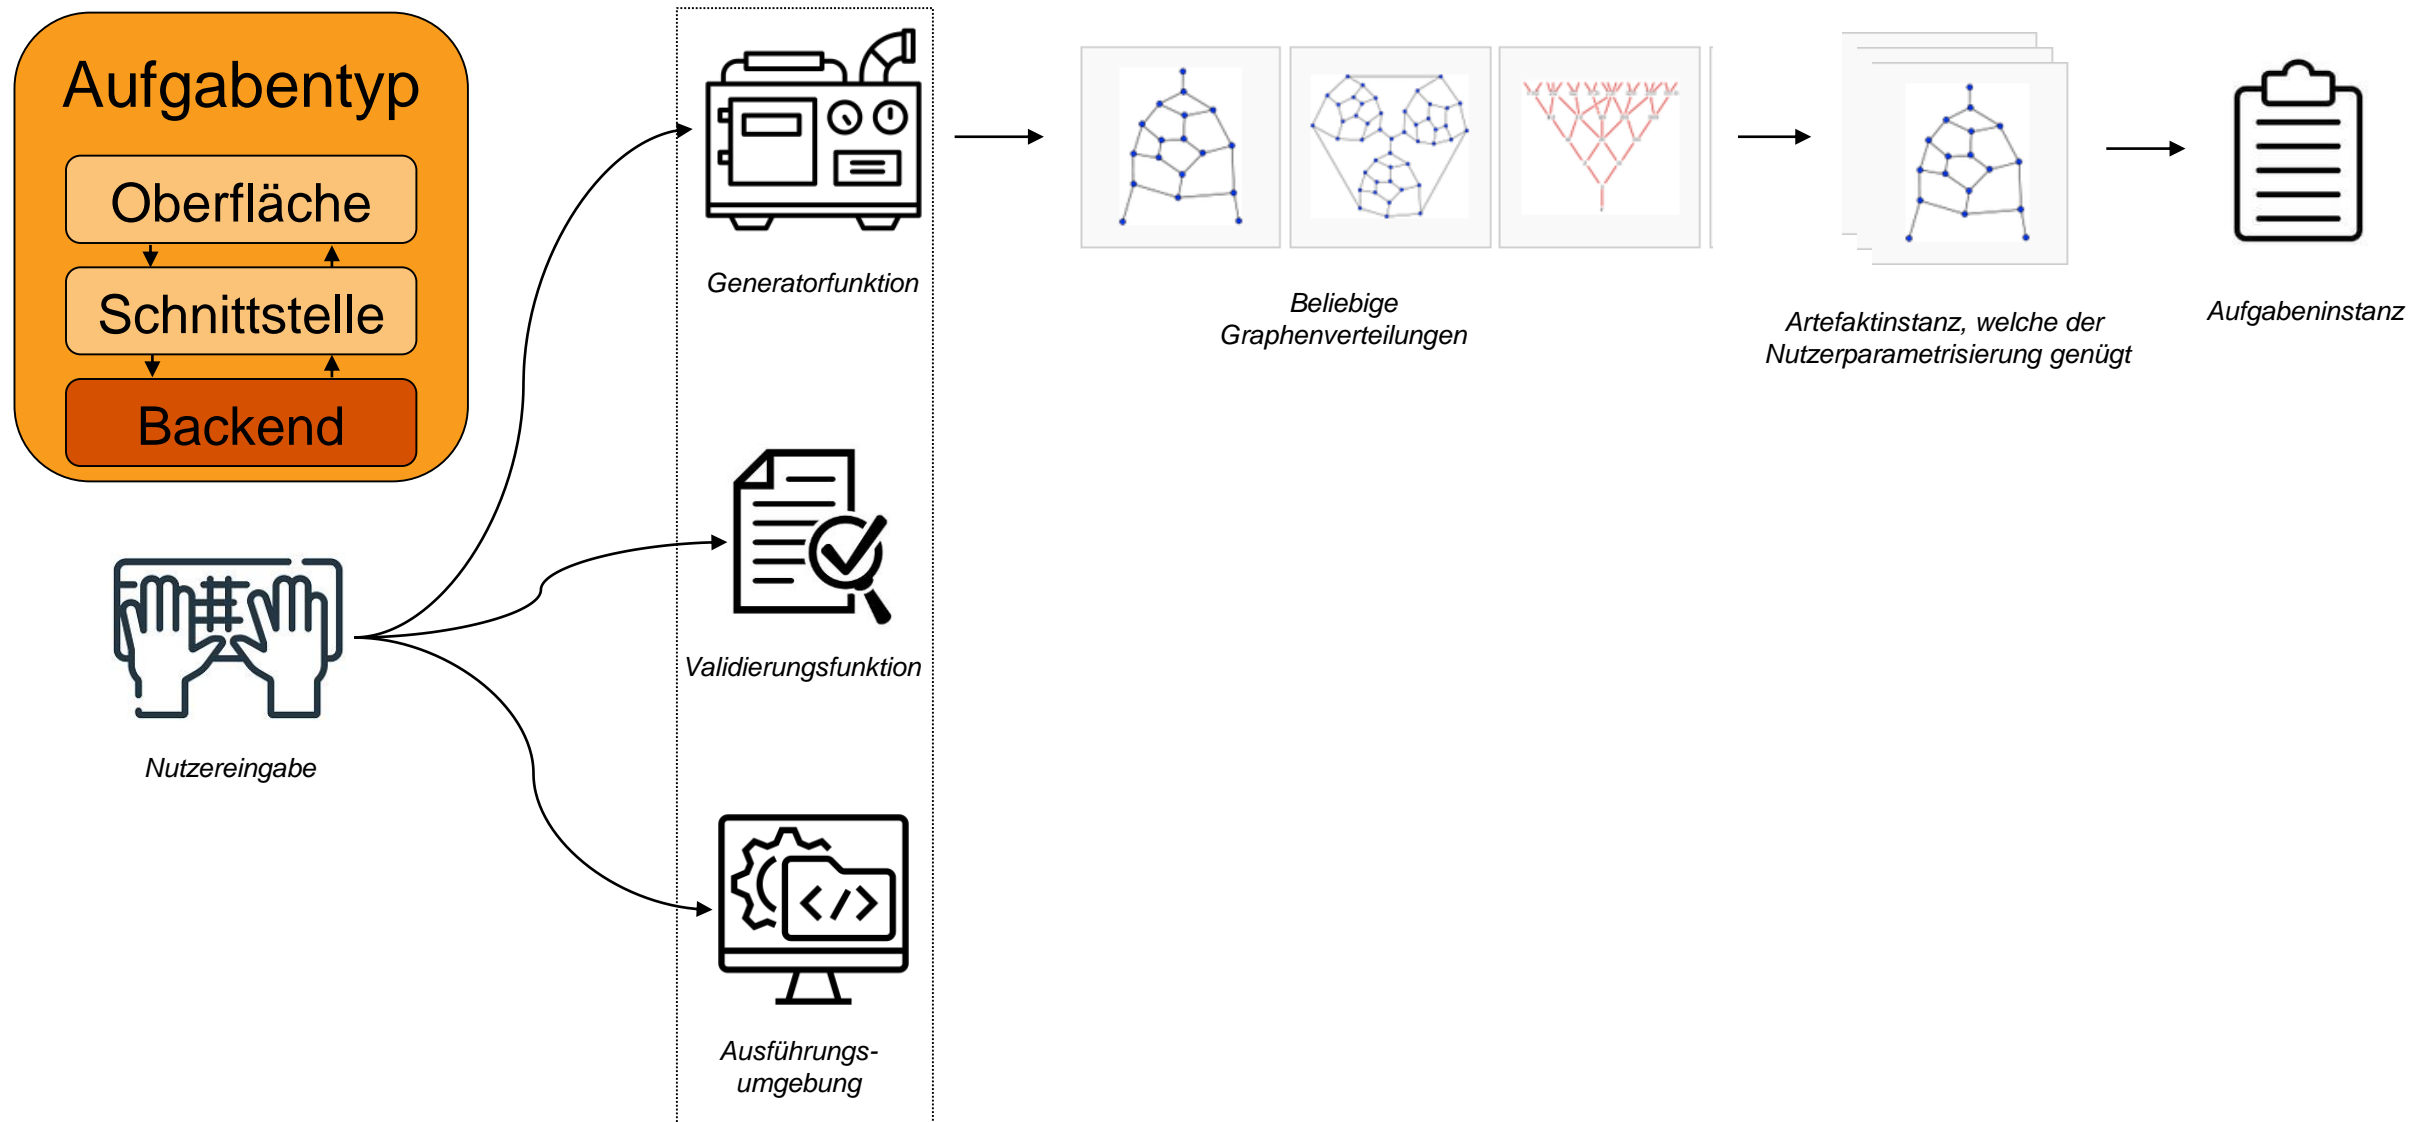 Aufgabentyp
Oberfläche
Schnittstelle
Backend
Nutzereingabe
Generatorfunktion
Validierungsfunktion
Ausführungs-
umgebung
Beliebige
Graphenverteilungen
Artefaktinstanz, welche der
Nutzerparametrisierung genügt
Aufgabeninstanz